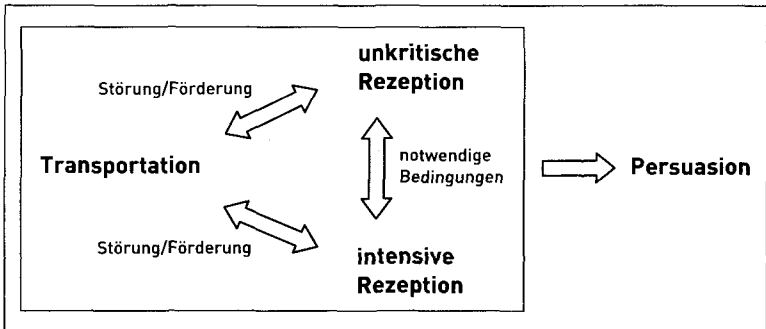 unkritische
Rezeption
Störung/Förderung
Transportation
notwendige
Bedingungen
Persuasion
Störung/Förderung
intensive
Rezeption